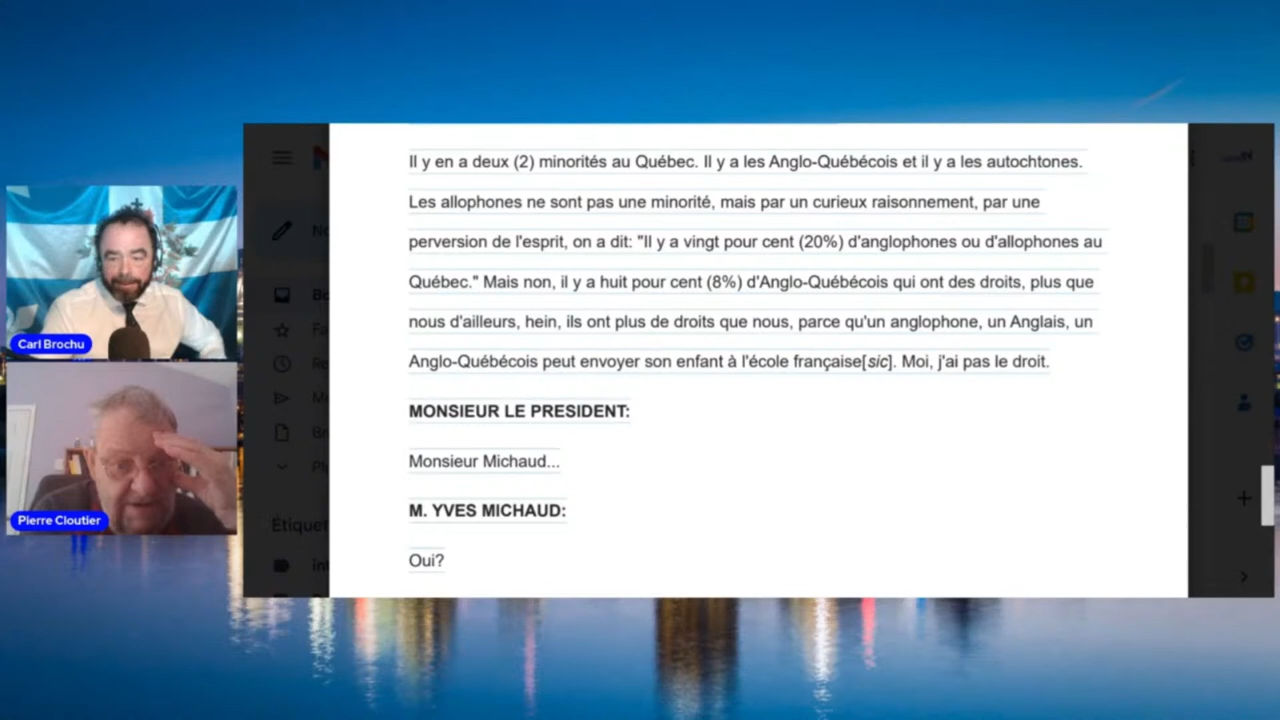 Il y en a deux (2) minorités au Québec. Il y a les Anglo-Québécois et il y a les autochtones.
Les allophones ne sont pas une minorité, mais par un curieux raisonnement, par une
perversion de l'esprit, on a dit: "Il y a vingt pour cent (20%) d'anglophones ou d'allophones au
Québec." Mais non, il y a huit pour cent (8%) d'Anglo-Québécois qui ont des droits, plus que
nous d'ailleurs, hein, ils ont plus de droits que nous, parce qu'un anglophone, un Anglais, un
Anglo-Québécois peut envoyer son enfant à l'école française[sic]. Moi, j'ai pas le droit.
MONSIEUR LE PRESIDENT:
Monsieur Michaud...
M. YVES MICHAUD:
Oui?
Carl Brochu
Pierre Cloutier
Étique